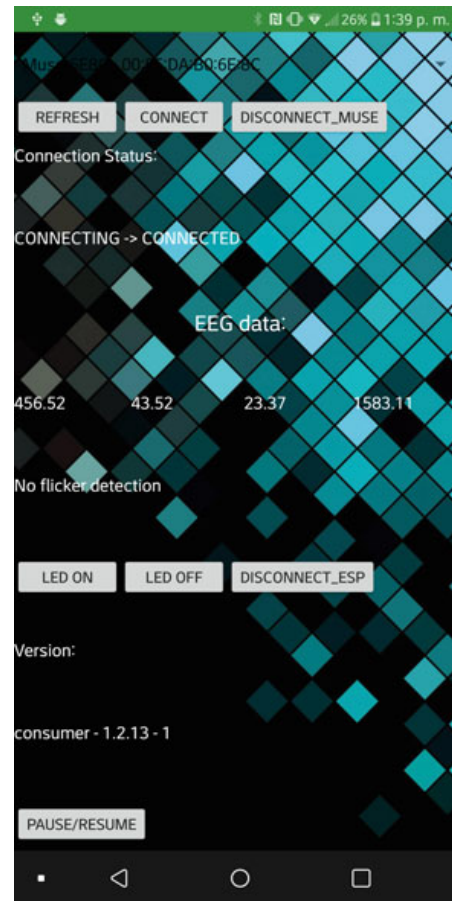 26% 1:39 p. m.
REFRESH CONNECT DISCONNECT_MUSE
Connection Status:
CONNECTING -> CONNECTED
EEG data:
456.52 43.52 23.37 1583.11
No flicker detection
LED ON LED OFF DISCONNECT_ESP
Version:
consumer - 1.2.13 - 1
PAUSE/RESUME